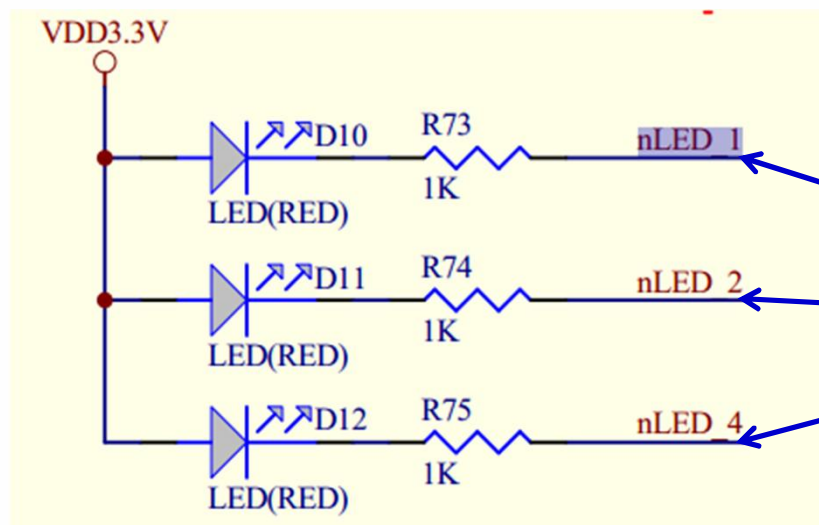 VDD3.3V
D10
R73
nLED_1
LED(RED)
1K
D11
R74
nLED_2
LED(RED)
1K
D12
R75
nLED_4
LED(RED)
1K